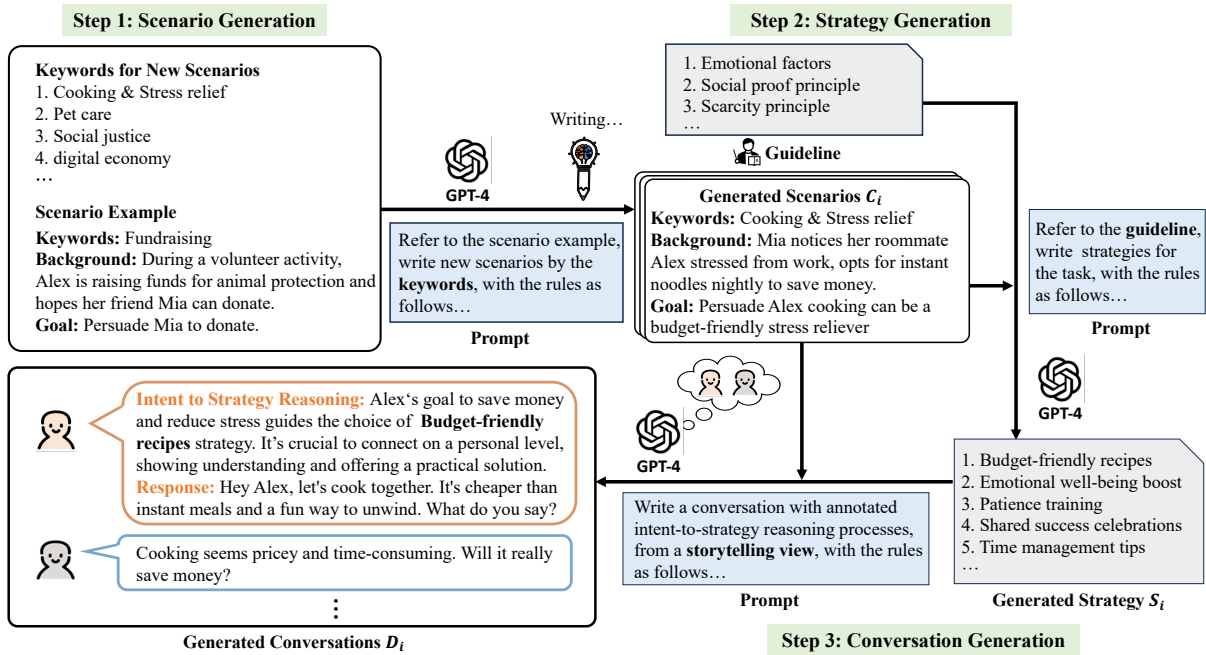 Step 1: Scenario Generation
Keywords for New Scenarios
1. Cooking & Stress relief
2. Pet care
3. Social justice
4. digital economy
…
Scenario Example
Keywords: Fundraising
Background: During a volunteer activity,
Alex is raising funds for animal protection and
hopes her friend Mia can donate.
Goal: Persuade Mia to donate.
GPT-4
Writing…
Refer to the scenario example,
write new scenarios by the
keywords, with the rules as
follows…
Prompt
Step 2: Strategy Generation
1. Emotional factors
2. Social proof principle
3. Scarcity principle
…
Guideline
Generated Scenarios C_i
Keywords: Cooking & Stress relief
Background: Mia notices her roommate
Alex stressed from work, opts for instant
noodles nightly to save money.
Goal: Persuade Alex cooking can be a
budget-friendly stress reliever
Refer to the guideline,
write strategies for
the task, with the rules
as follows…
Prompt
GPT-4
1. Budget-friendly recipes
2. Emotional well-being boost
3. Patience training
4. Shared success celebrations
5. Time management tips
…
Generated Strategy S_i
GPT-4
Write a conversation with annotated
intent-to-strategy reasoning processes,
from a storytelling view, with the rules
as follows…
Prompt
Step 3: Conversation Generation
Intent to Strategy Reasoning: Alex‘s goal to save money
and reduce stress guides the choice of Budget-friendly
recipes strategy. It’s crucial to connect on a personal level,
showing understanding and offering a practical solution.
Response: Hey Alex, let's cook together. It's cheaper than
instant meals and a fun way to unwind. What do you say?
Cooking seems pricey and time-consuming. Will it really
save money?
⋮
Generated Conversations D_i